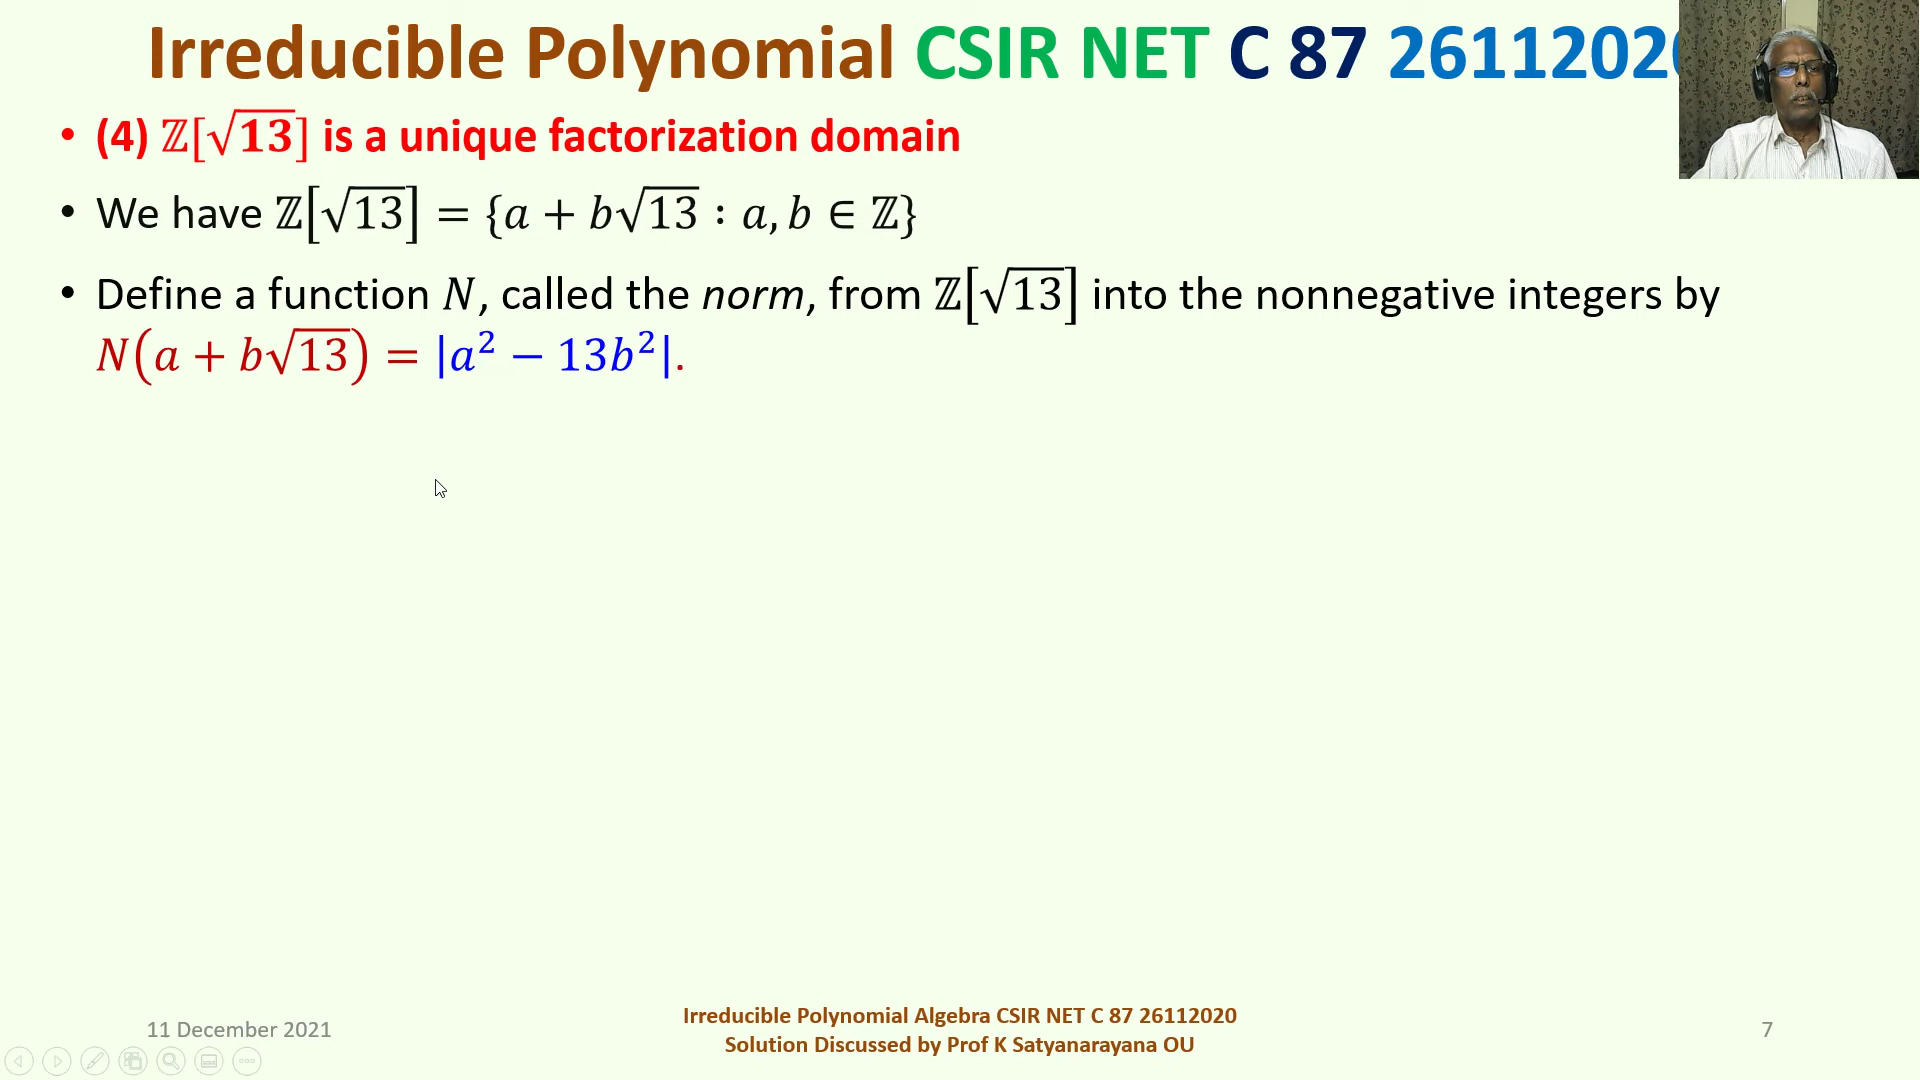 Irreducible Polynomial CSIR NET C 87 2611202
• (4) ℤ[√13] is a unique factorization domain
• We have ℤ[√13] = {a + b√13 : a, b ∈ ℤ}
• Define a function N, called the norm, from ℤ[√13] into the nonnegative integers by
N(a + b√13) = |a² − 13b²|.
11 December 2021
Irreducible Polynomial Algebra CSIR NET C 87 26112020
Solution Discussed by Prof K Satyanarayana OU
7